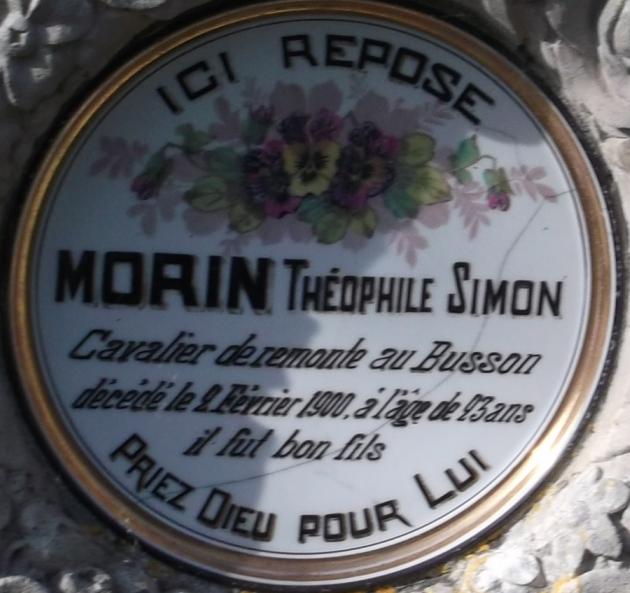 ICI REPOSE
MORIN THÉOPHILE SIMON
Cavalier de remonte au Busson
décédé le 2 Février 1900, à l'âge de 23 ans
il fut bon fils
PRIEZ DIEU POUR LUI